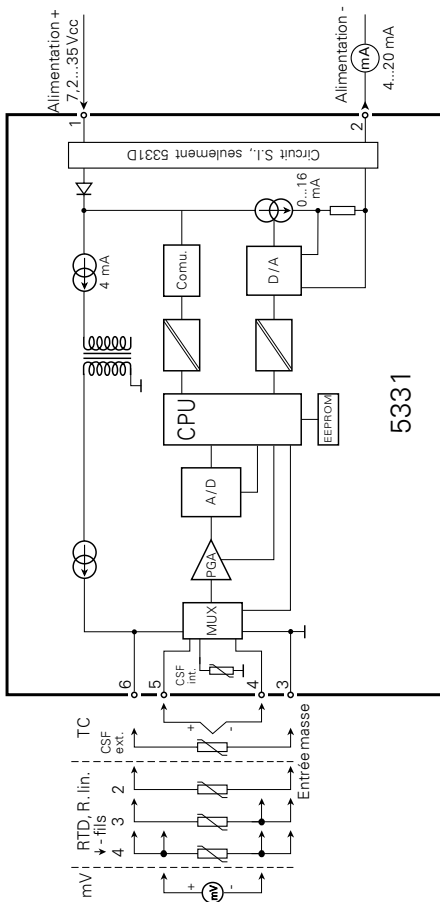 Alimentation +
7,2...35 Vcc
Alimentation -
mA
4...20 mA
1
2
Circuit S.I., seulement 5331D
0...16
mA
4 mA
Comu.
D/A
CPU
EEPROM
5331
A/D
PGA
MUX
CSF
int.
6
5
4
3
TC
CSF
ext.
+
-
Entrée masse
RTD, R. lin.
- fils
2
3
4
mV
+
mV
-